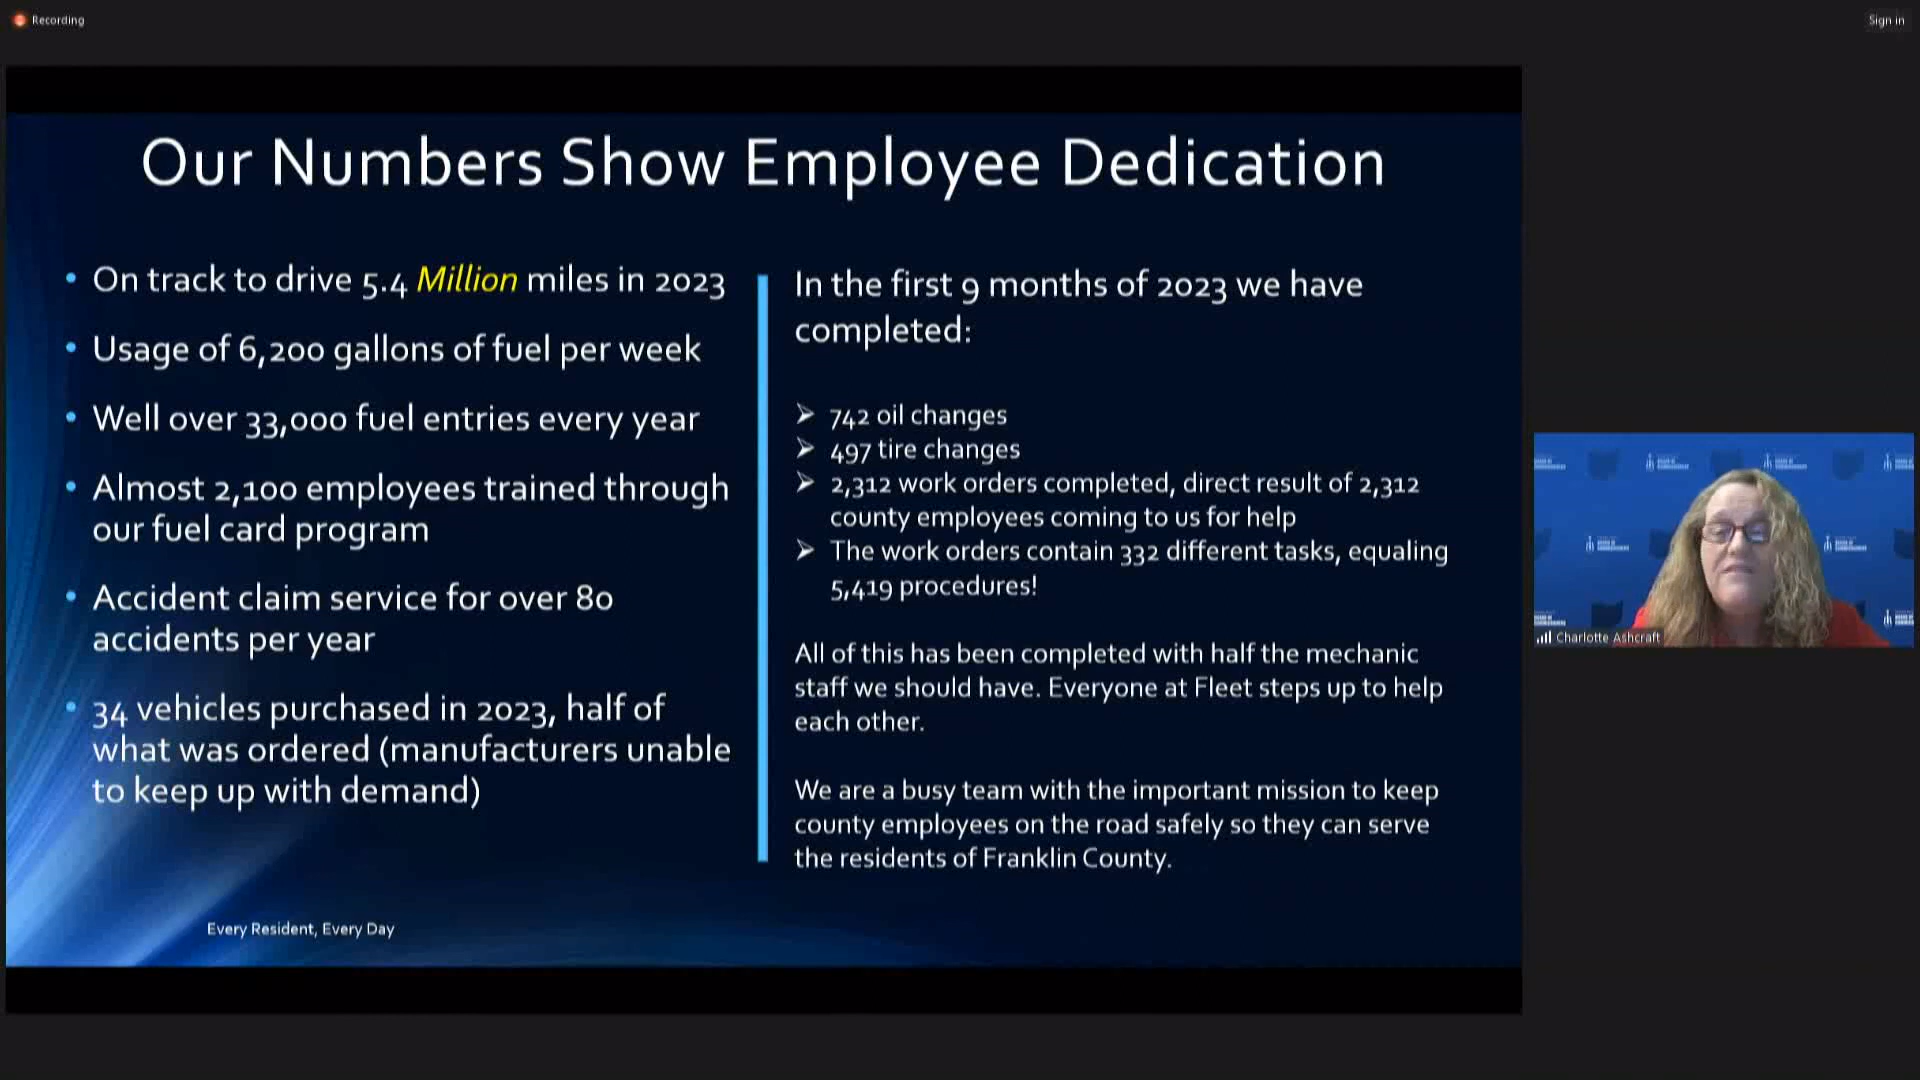 Recording
Sign in
Our Numbers Show Employee Dedication
• On track to drive 5.4 Million miles in 2023
• Usage of 6,200 gallons of fuel per week
• Well over 33,000 fuel entries every year
• Almost 2,100 employees trained through
our fuel card program
• Accident claim service for over 80
accidents per year
• 34 vehicles purchased in 2023, half of
what was ordered (manufacturers unable
to keep up with demand)
In the first 9 months of 2023 we have
completed:
➢ 742 oil changes
➢ 497 tire changes
➢ 2,312 work orders completed, direct result of 2,312
county employees coming to us for help
➢ The work orders contain 332 different tasks, equaling
5,419 procedures!
All of this has been completed with half the mechanic
staff we should have. Everyone at Fleet steps up to help
each other.
We are a busy team with the important mission to keep
county employees on the road safely so they can serve
the residents of Franklin County.
Every Resident, Every Day
Charlotte Ashcraft